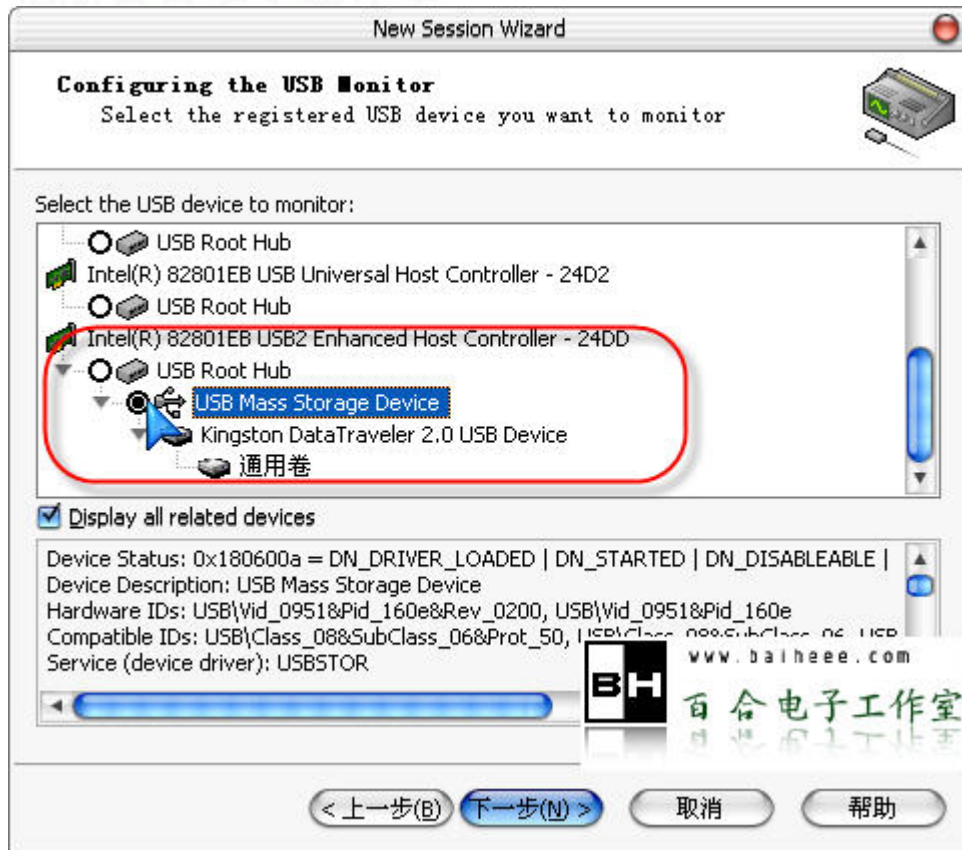 New Session Wizard
Configuring the USB Monitor
Select the registered USB device you want to monitor
Select the USB device to monitor:
USB Root Hub
Intel(R) 82801EB USB Universal Host Controller - 24D2
USB Root Hub
Intel(R) 82801EB USB2 Enhanced Host Controller - 24DD
USB Root Hub
USB Mass Storage Device
Kingston DataTraveler 2.0 USB Device
通用卷
Display all related devices
Device Status: 0x180600a = DN_DRIVER_LOADED | DN_STARTED | DN_DISABLEABLE |
Device Description: USB Mass Storage Device
Hardware IDs: USB\Vid_0951&Pid_160e&Rev_0200, USB\Vid_0951&Pid_160e
Compatible IDs: USB\Class_08&SubClass_06&Prot_50, USB\Class_08&SubClass_06, USB
Service (device driver): USBSTOR
BH
www.baiheee.com
百合电子工作室
< 上一步(B)
下一步(N) >
取消
帮助